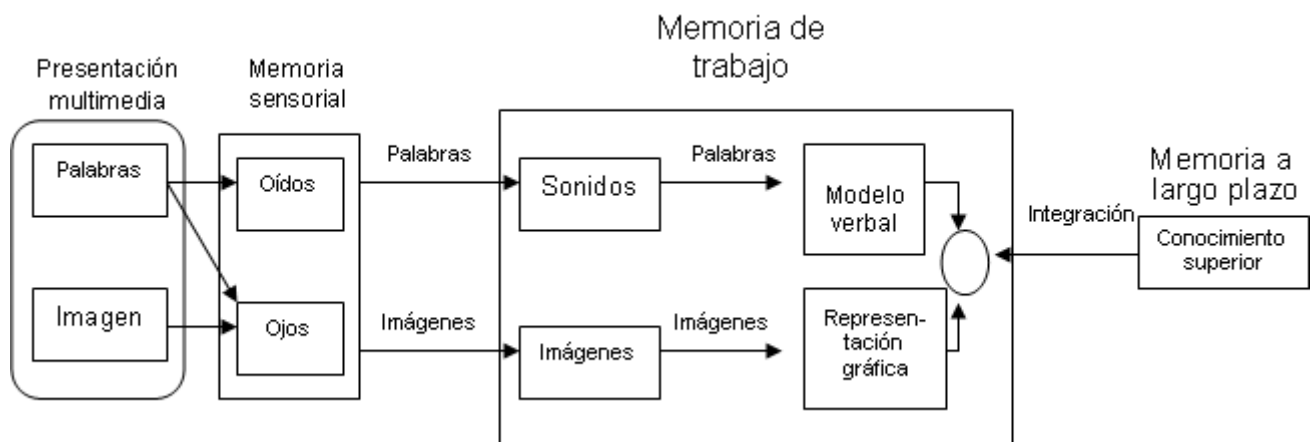 Presentación
multimedia
Palabras
Imagen
Memoria
sensorial
Oídos
Ojos
Palabras
Imágenes
Memoria de
trabajo
Sonidos
Imágenes
Palabras
Imágenes
Modelo
verbal
Represen-
tación
gráfica
Integración
Memoria a
largo plazo
Conocimiento
superior